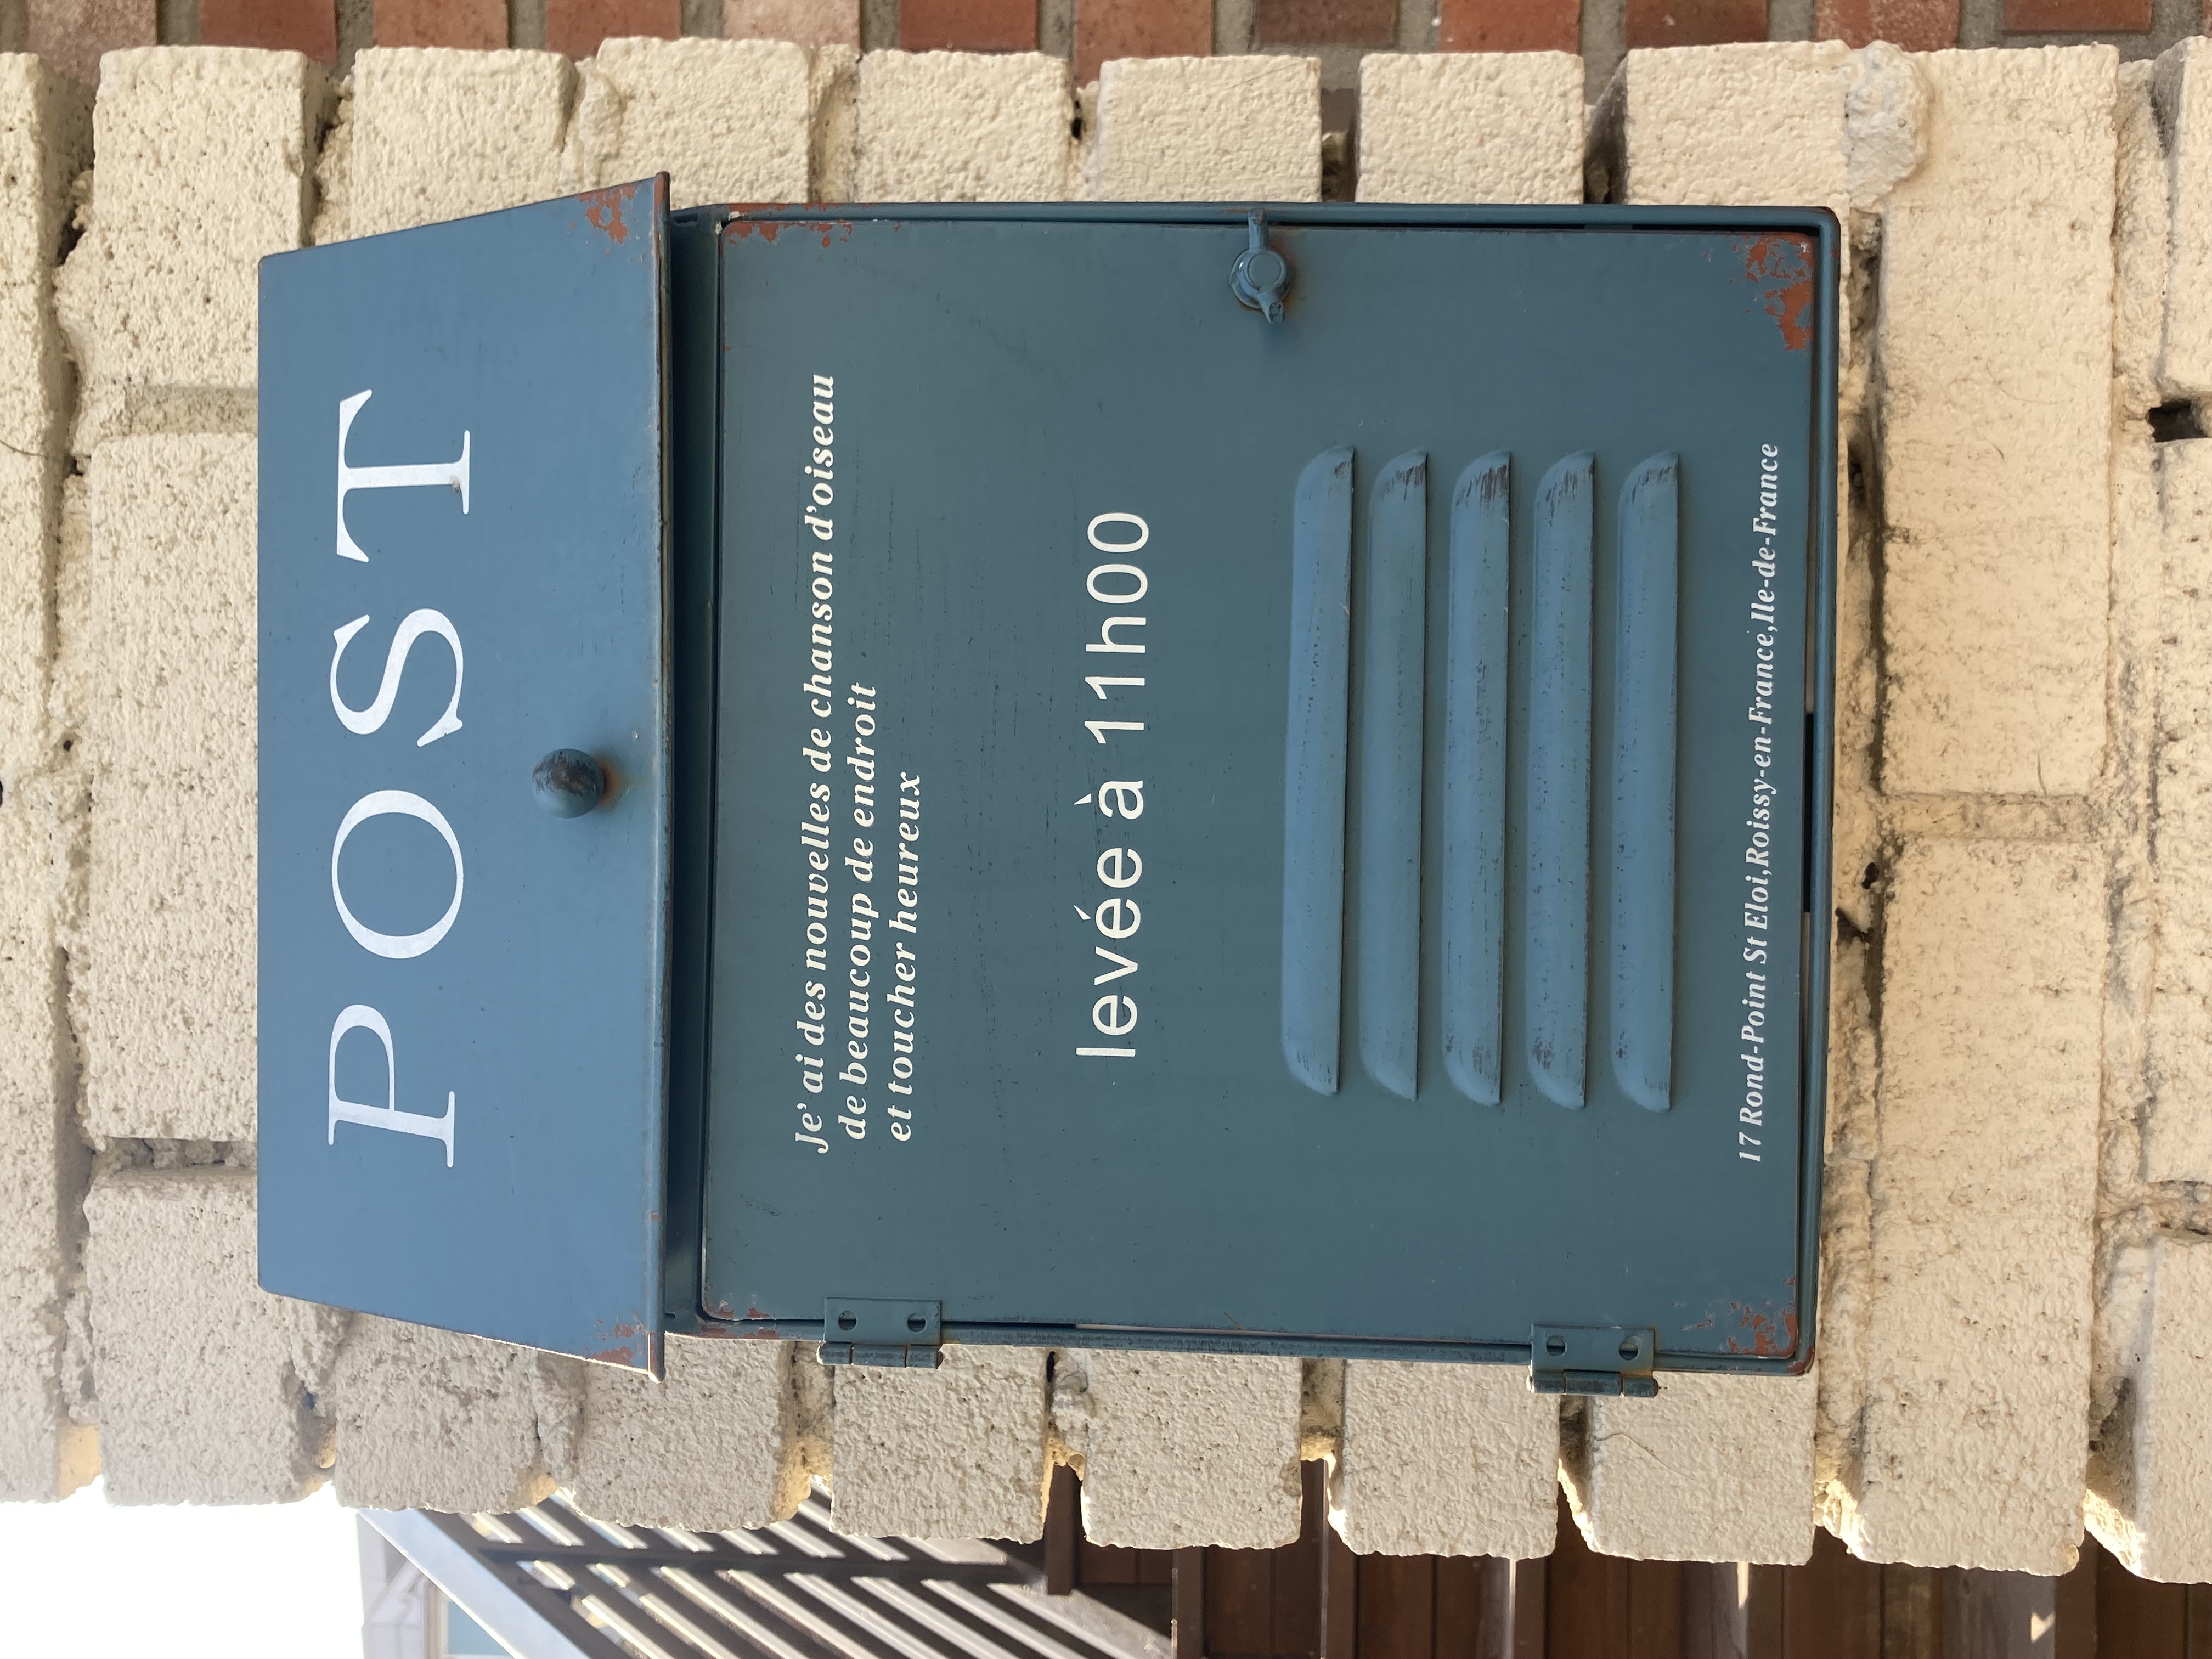 POST
Je' ai des nouvelles de chanson d'oiseau
de beaucoup de endroit
et toucher heureux
levée à 11h00
17 Rond-Point St Eloi,Roissy-en-France,Ile-de-France